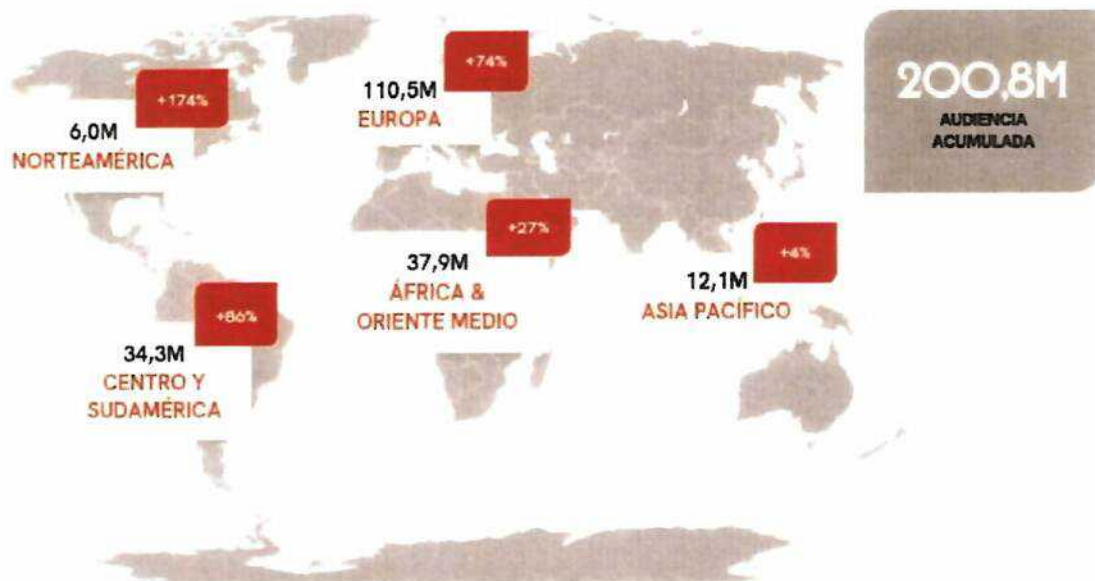 +174%
6,0M
NORTEAMÉRICA
+74%
110,5M
EUROPA
200,8M
AUDIENCIA
ACUMULADA
+27%
37,9M
ÁFRICA &
ORIENTE MEDIO
+4%
12,1M
ASIA PACÍFICO
+86%
34,3M
CENTRO Y
SUDAMÉRICA